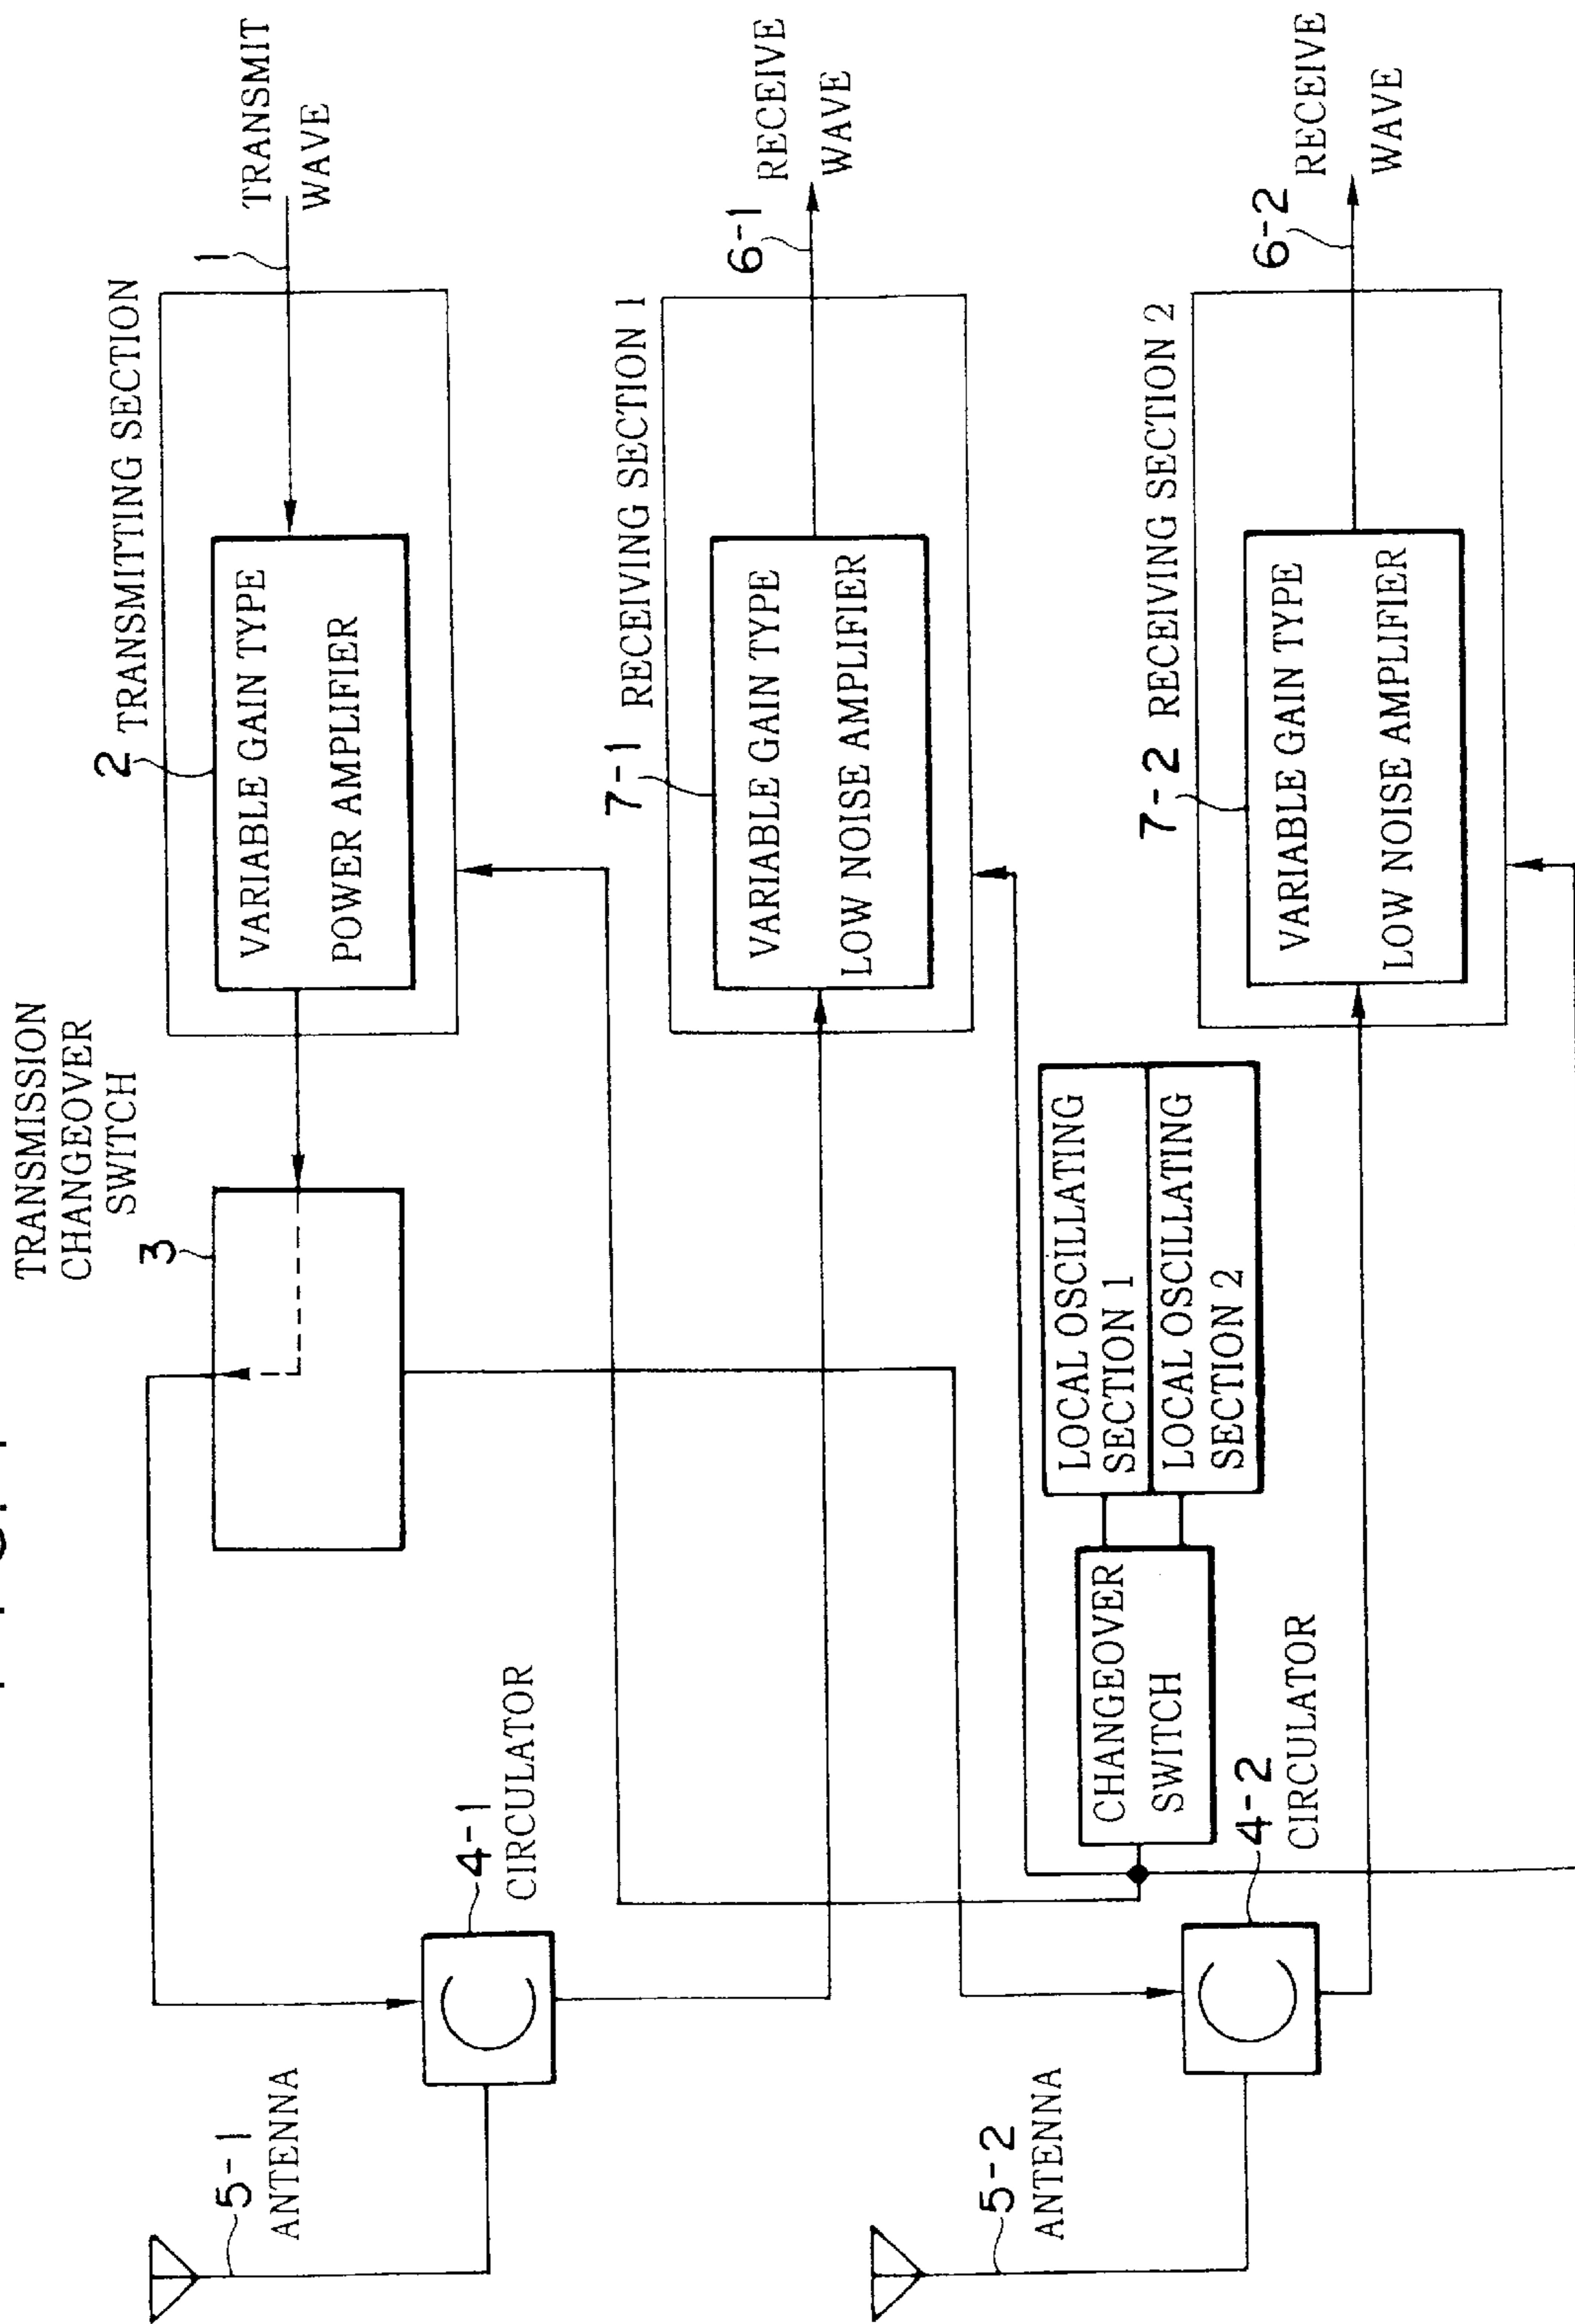 TRANSMISSION
CHANGEOVER
SWITCH
3
2
TRANSMITTING SECTION
VARIABLE GAIN TYPE
POWER AMPLIFIER
1
TRANSMIT
WAVE
5-1
ANTENNA
4-1
CIRCULATOR
7-1
RECEIVING SECTION 1
VARIABLE GAIN TYPE
LOW NOISE AMPLIFIER
6-1
RECEIVE
WAVE
5-2
ANTENNA
4-2
CIRCULATOR
CHANGEOVER
SWITCH
LOCAL OSCILLATING
SECTION 1
LOCAL OSCILLATING
SECTION 2
7-2
RECEIVING SECTION 2
VARIABLE GAIN TYPE
LOW NOISE AMPLIFIER
6-2
RECEIVE
WAVE